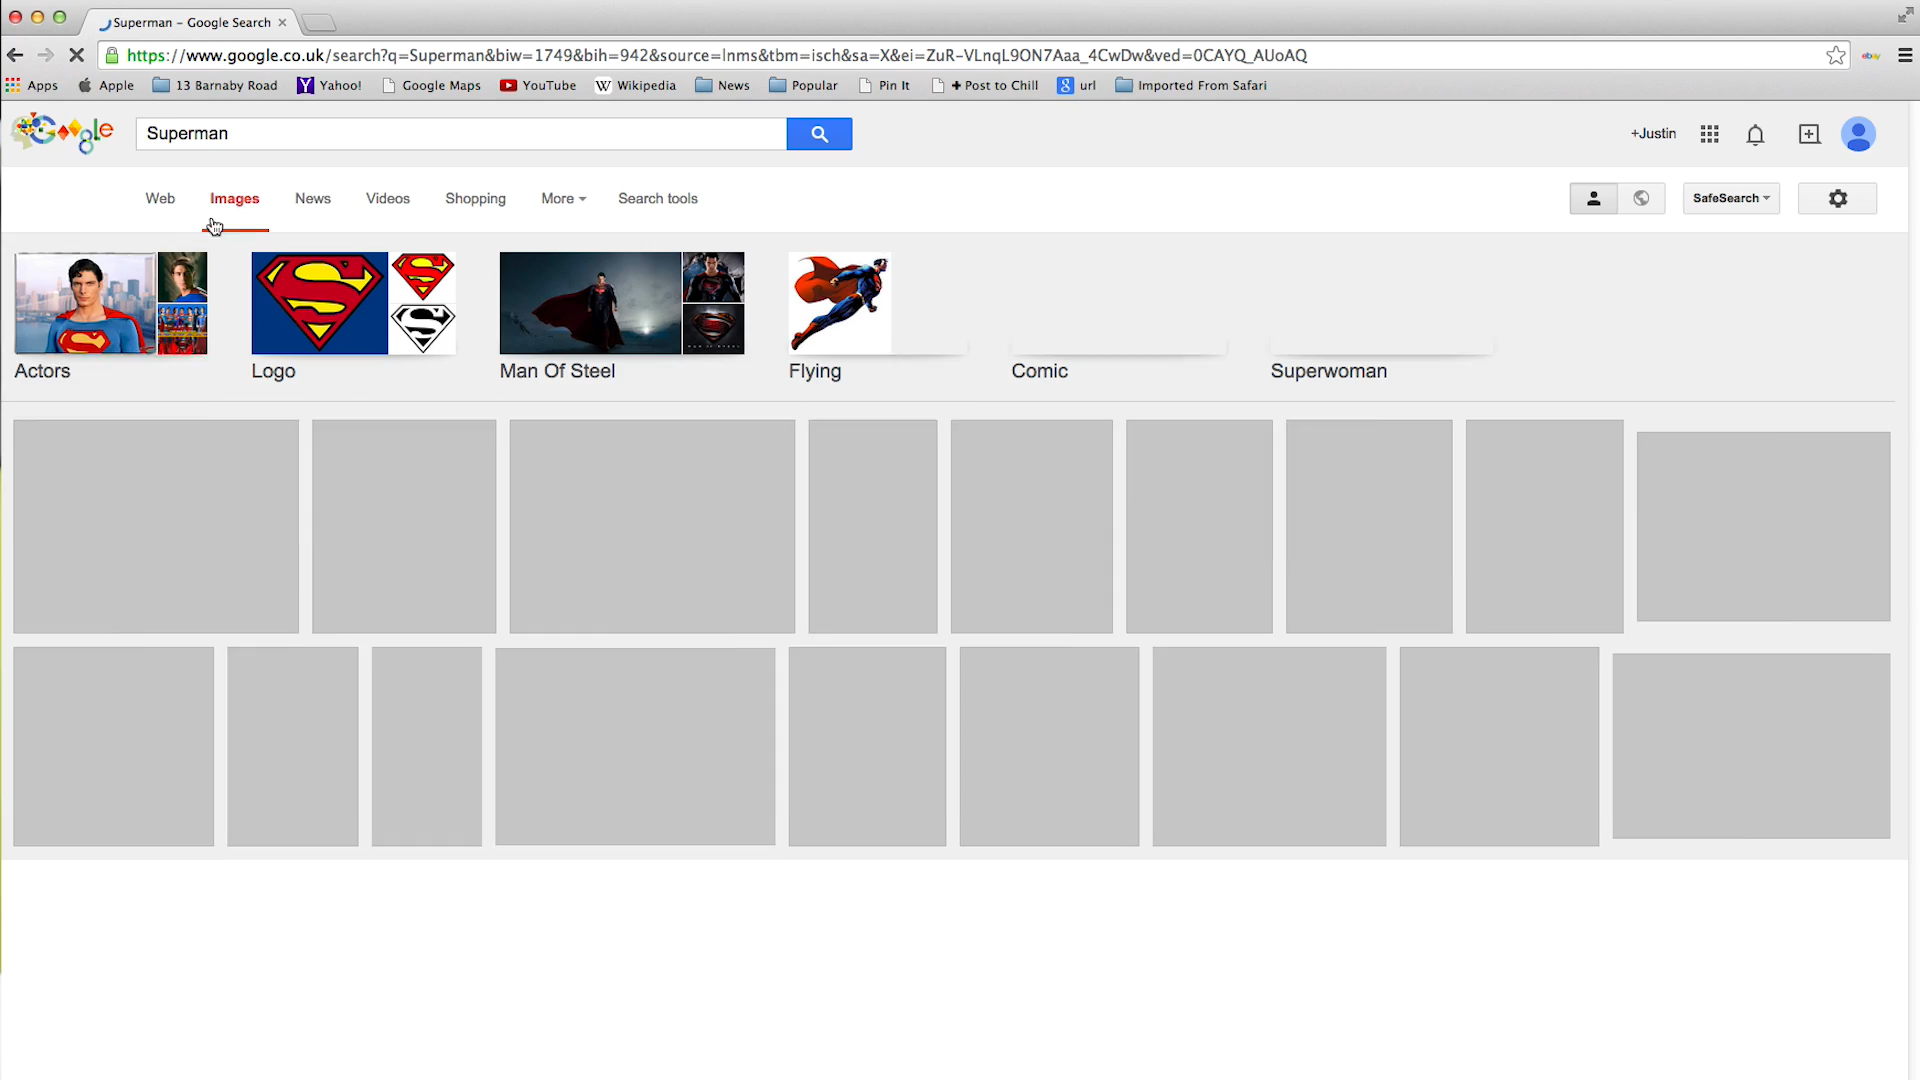 Superman - Google Search
https://www.google.co.uk/search?q=Superman&biw=1749&bih=942&source=lnms&tbm=isch&sa=X&ei=ZuR-VLnqL9ON7Aaa_4CwDw&ved=0CAYQ_AUoAQ
ebay
Apps Apple 13 Barnaby Road Yahoo! Google Maps YouTube W Wikipedia News Popular Pin It + Post to Chill g url Imported From Safari
Google Superman +Justin
Web Images News Videos Shopping More Search tools SafeSearch
Actors Logo Man Of Steel Flying Comic Superwoman